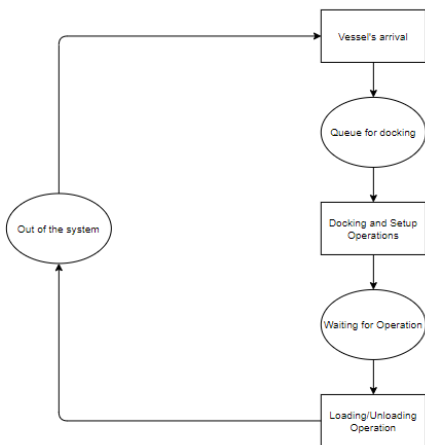 Vessel's arrival
Queue for docking
Out of the system
Docking and Setup
Operations
Waiting for Operation
Loading/Unloading
Operation